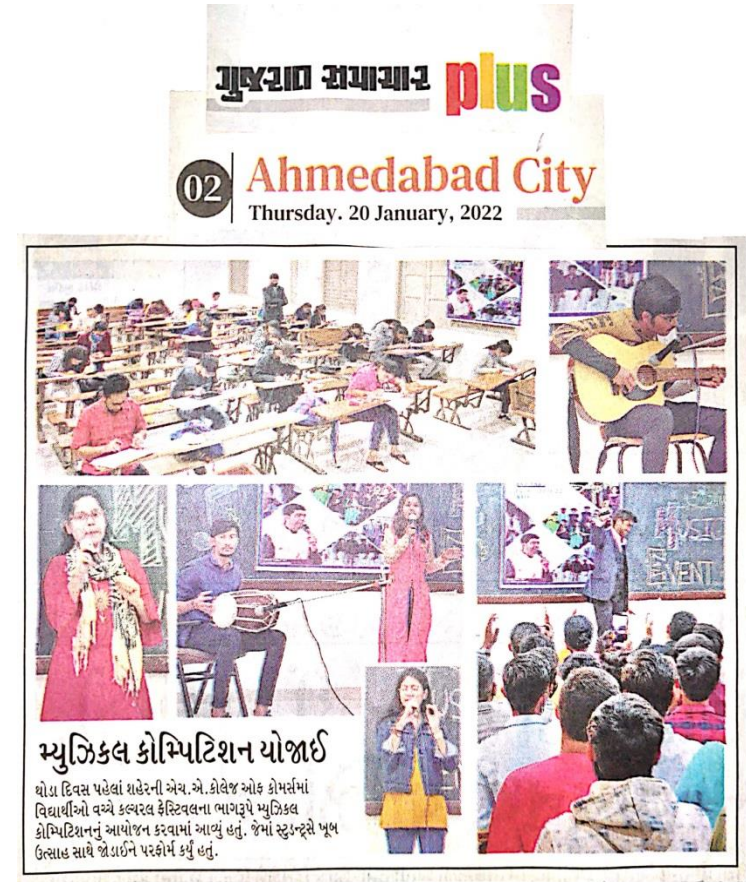 ગુજરાત સમાચાર plus
02 Ahmedabad City
Thursday. 20 January, 2022
MUSIC
EVENT
મ્યુઝિકલ કોમ્પિટિશન યોજાઈ
થોડા દિવસ પહેલાં શહેરની એચ.એ.કોલેજ ઓફ કોમર્સમાં
વિદ્યાર્થીઓ વચ્ચે કલ્ચરલ ફેસ્ટિવલના ભાગરૂપે મ્યુઝિકલ
કોમ્પિટિશનનું આયોજન કરવામાં આવ્યું હતું. જેમાં સ્ટુડન્ટ્સે ખૂબ
ઉત્સાહ સાથે જોડાઈને પરફોર્મ કર્યું હતું.